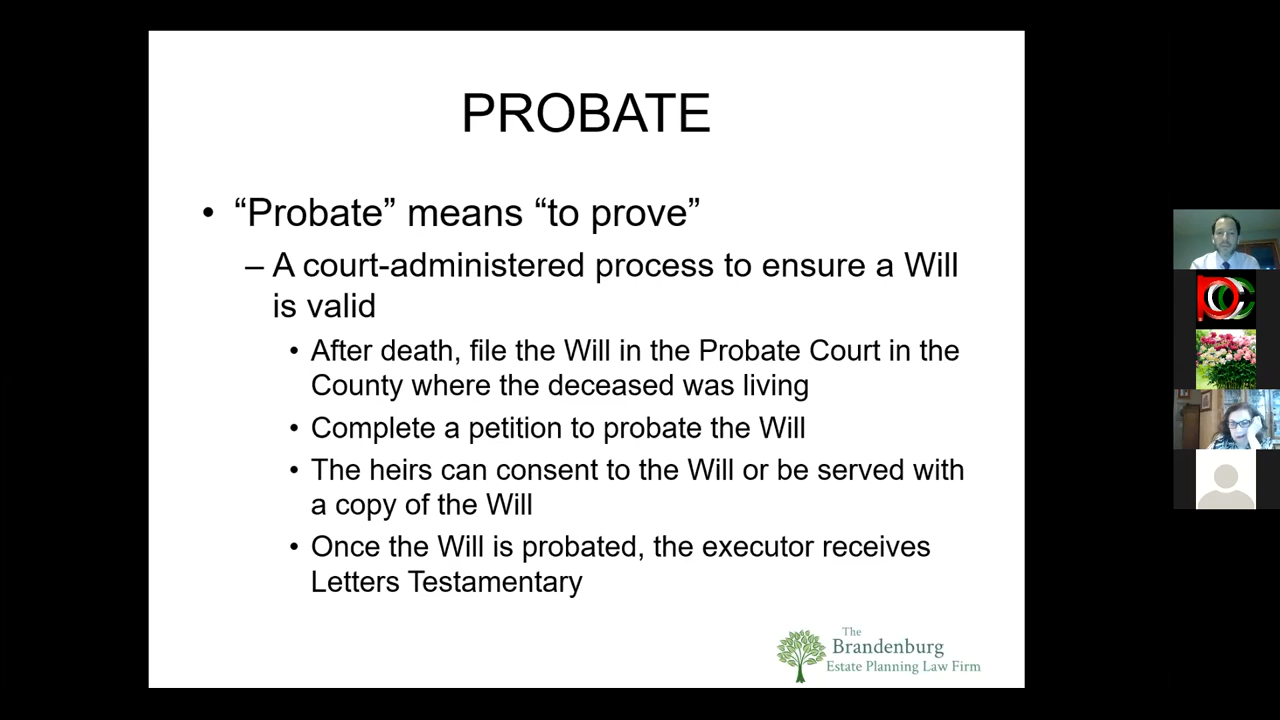 PROBATE
• “Probate” means “to prove”
– A court-administered process to ensure a Will
is valid
• After death, file the Will in the Probate Court in the
County where the deceased was living
• Complete a petition to probate the Will
• The heirs can consent to the Will or be served with
a copy of the Will
• Once the Will is probated, the executor receives
Letters Testamentary
The
Brandenburg
Estate Planning Law Firm